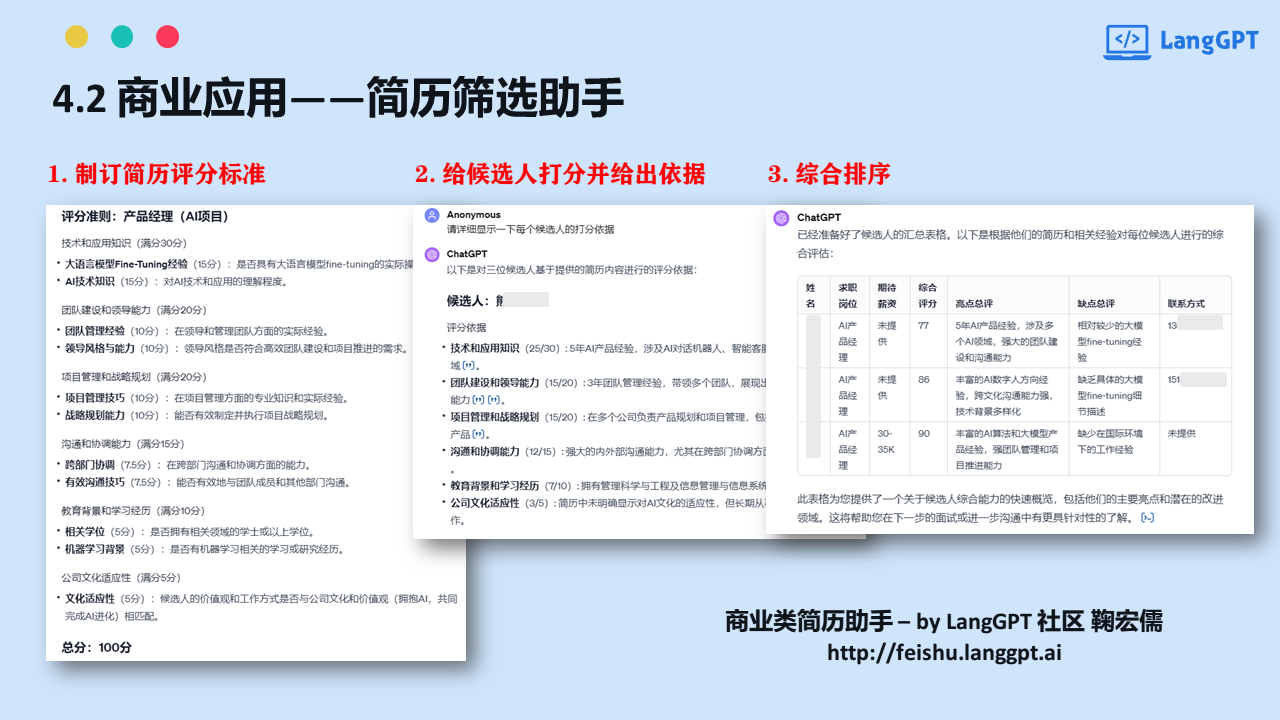 LangGPT
4.2 商业应用——简历筛选助手
1. 制订简历评分标准
评分准则：产品经理（AI项目）
技术和应用知识（满分30分）
• 大语言模型Fine-Tuning经验（15分）：是否具有大语言模型fine-tuning的实际操
• AI技术知识（15分）：对AI技术和应用的理解程度。
团队建设和领导能力（满分20分）
• 团队管理经验（10分）：在领导和管理团队方面的实际经验。
• 领导风格与能力（10分）：领导风格是否符合高效团队建设和项目推进的需求。
项目管理和战略规划（满分20分）
• 项目管理技巧（10分）：在项目管理方面的专业知识和实际经验。
• 战略规划能力（10分）：能否有效制定并执行项目战略规划。
沟通和协调能力（满分15分）
• 跨部门协调（7.5分）：在跨部门沟通和协调方面的能力。
• 有效沟通技巧（7.5分）：能否有效地与团队成员和其他部门沟通。
教育背景和学习经历（满分10分）
• 相关学位（5分）：是否拥有相关领域的学士或以上学位。
• 机器学习背景（5分）：是否有机器学习相关的学习或研究经历。
公司文化适应性（满分5分）
• 文化适应性（5分）：候选人的价值观和工作方式是否与公司文化和价值观（拥抱AI，共同
完成AI进化）相匹配。
总分：100分
2. 给候选人打分并给出依据
Anonymous
请详细显示一下每个候选人的打分依据
ChatGPT
以下是对三位候选人基于提供的简历内容进行的评分依据：
候选人：
评分依据
• 技术和应用知识（25/30）：5年AI产品经验，涉及AI对话机器人、智能客服
域。
• 团队建设和领导能力（15/20）：3年团队管理经验，带领多个团队，展现出
能力。
• 项目管理和战略规划（15/20）：在多个公司负责产品规划和项目管理，包
产品。
• 沟通和协调能力（12/15）：强大的内外部沟通能力，尤其在跨部门协调方面
。
• 教育背景和学习经历（7/10）：拥有管理科学与工程及信息管理与信息系统
• 公司文化适应性（3/5）：简历中未明确显示对AI文化的适应性，但长期从
作。
3. 综合排序
ChatGPT
已经准备好了候选人的汇总表格。以下是根据他们的简历和相关经验对每位候选人进行的综
合评估：
姓名 求职岗位 期待薪资 综合评分 亮点总评 缺点总评 联系方式
AI产品经理 未提供 77 5年AI产品经验，涉及多个AI领域，强大的团队建设和沟通能力 相对较少的大模型fine-tuning经验 13
AI产品经理 未提供 86 丰富的AI数字人方向经验，跨文化沟通能力强，技术背景多样化 缺乏具体的大模型fine-tuning细节描述 151
AI产品经理 30-35K 90 丰富的AI算法和大模型产品经验，强团队管理和项目推进能力 缺少在国际环境下的工作经验 未提供
此表格为您提供了一个关于候选人综合能力的快速概览，包括他们的主要亮点和潜在的改进
领域。这将帮助您在下一步的面试或进一步沟通中有更具针对性的了解。
商业类简历助手 – by LangGPT 社区 鞠宏儒
http://feishu.langgpt.ai